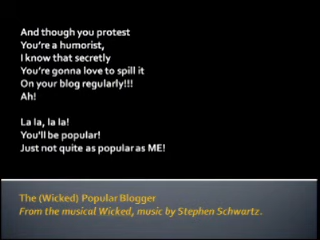 And though you protest
You're a humorist,
I know that secretly
You're gonna love to spill it
On your blog regularly!!!
Ah!
La la, la la!
You'll be popular!
Just not quite as popular as ME!
The (Wicked) Popular Blogger
From the musical Wicked, music by Stephen Schwartz.